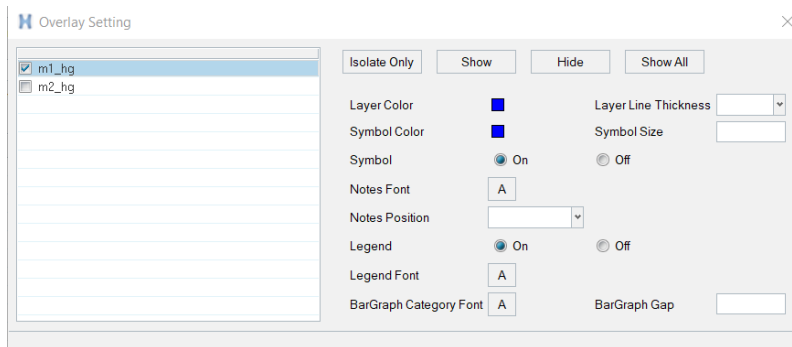 Overlay Setting
m1_hg
m2_hg
Isolate Only Show Hide Show All
Layer Color Layer Line Thickness
Symbol Color Symbol Size
Symbol On Off
Notes Font A
Notes Position
Legend On Off
Legend Font A
BarGraph Category Font A BarGraph Gap